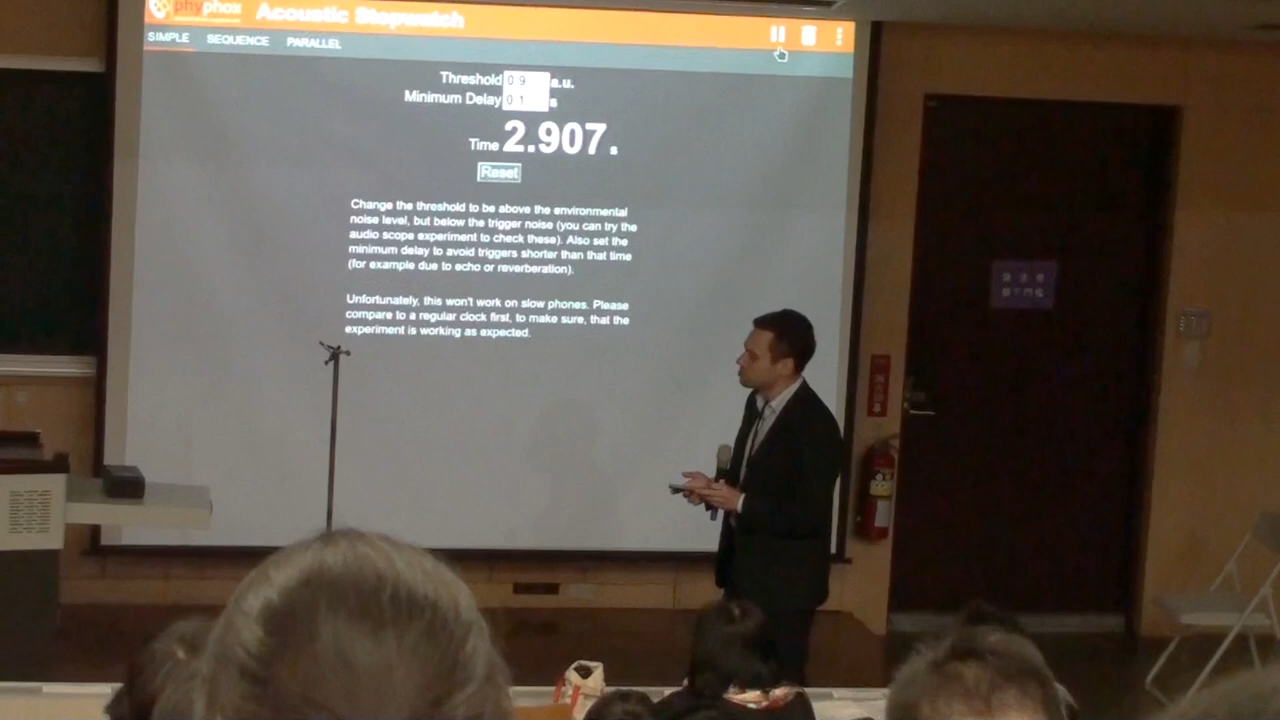 phyphox Acoustic Stopwatch
SIMPLE SEQUENCE PARALLEL
Threshold 0.9 a.u.
Minimum Delay 0.1 s
Time 2.907 s
Reset
Change the threshold to be above the environmental
noise level, but below the trigger noise (you can try the
audio scope experiment to check these). Also set the
minimum delay to avoid triggers shorter than that time
(for example due to echo or reverberation).
Unfortunately, this won't work on slow phones. Please
compare to a regular clock first, to make sure, that the
experiment is working as expected.